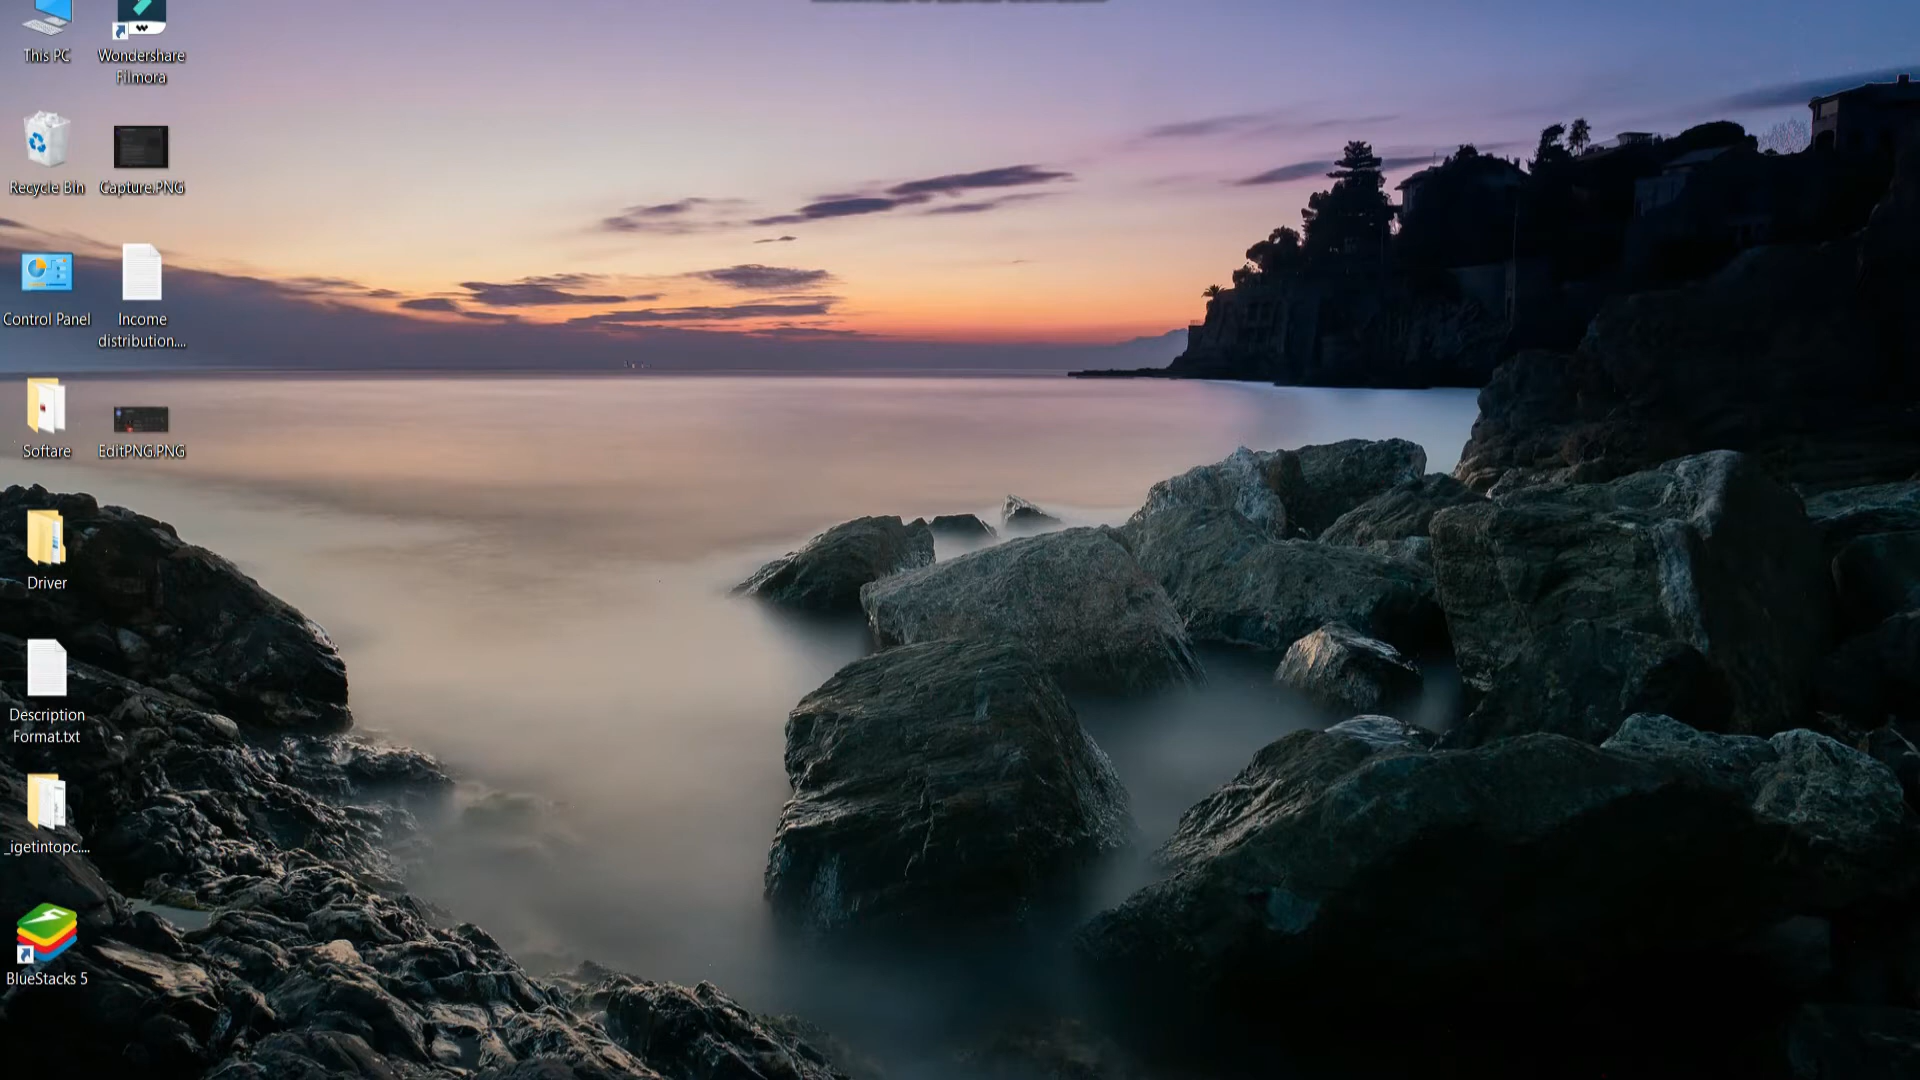 This PC
Wondershare
Filmora
Recycle Bin
Capture.PNG
Control Panel
Income
distribution....
Softare
EditPNG.PNG
Driver
Description
Format.txt
_igetintopc....
BlueStacks 5